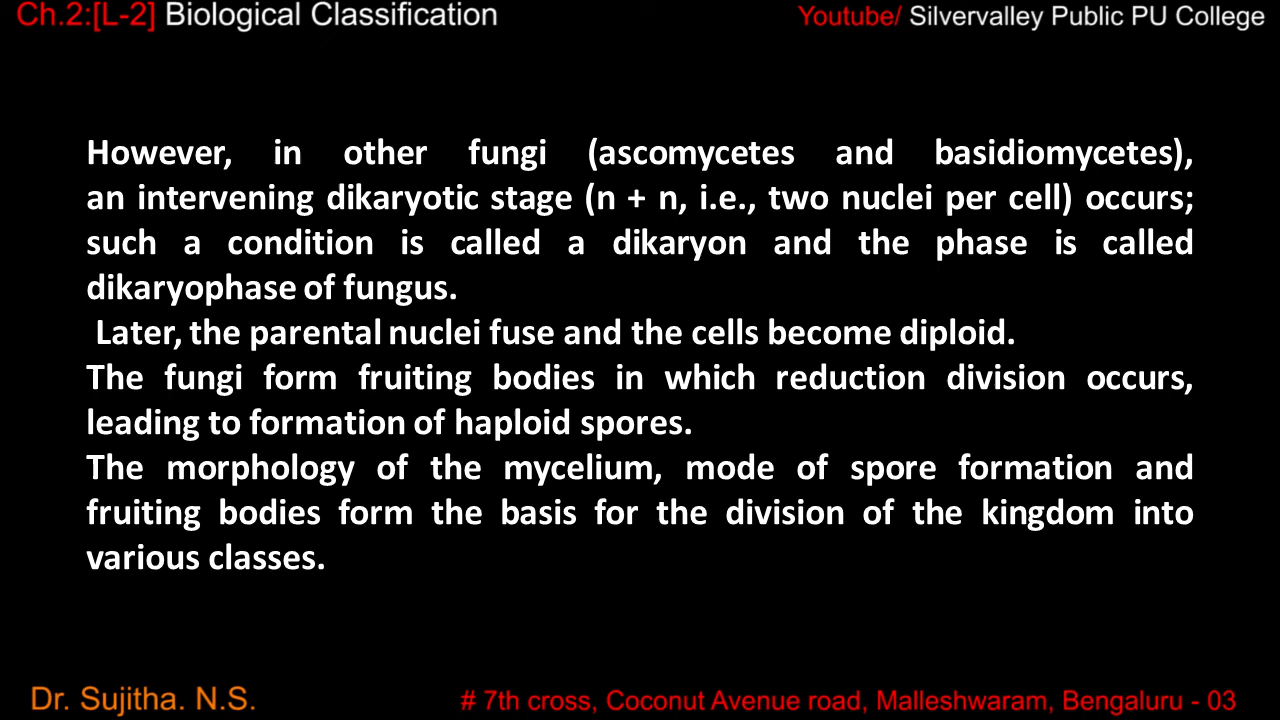 Ch.2:[L-2] Biological Classification
Youtube/ Silvervalley Public PU College
However, in other fungi (ascomycetes and basidiomycetes),
an intervening dikaryotic stage (n + n, i.e., two nuclei per cell) occurs;
such a condition is called a dikaryon and the phase is called
dikaryophase of fungus.
Later, the parental nuclei fuse and the cells become diploid.
The fungi form fruiting bodies in which reduction division occurs,
leading to formation of haploid spores.
The morphology of the mycelium, mode of spore formation and
fruiting bodies form the basis for the division of the kingdom into
various classes.
Dr. Sujitha. N.S.
# 7th cross, Coconut Avenue road, Malleshwaram, Bengaluru - 03